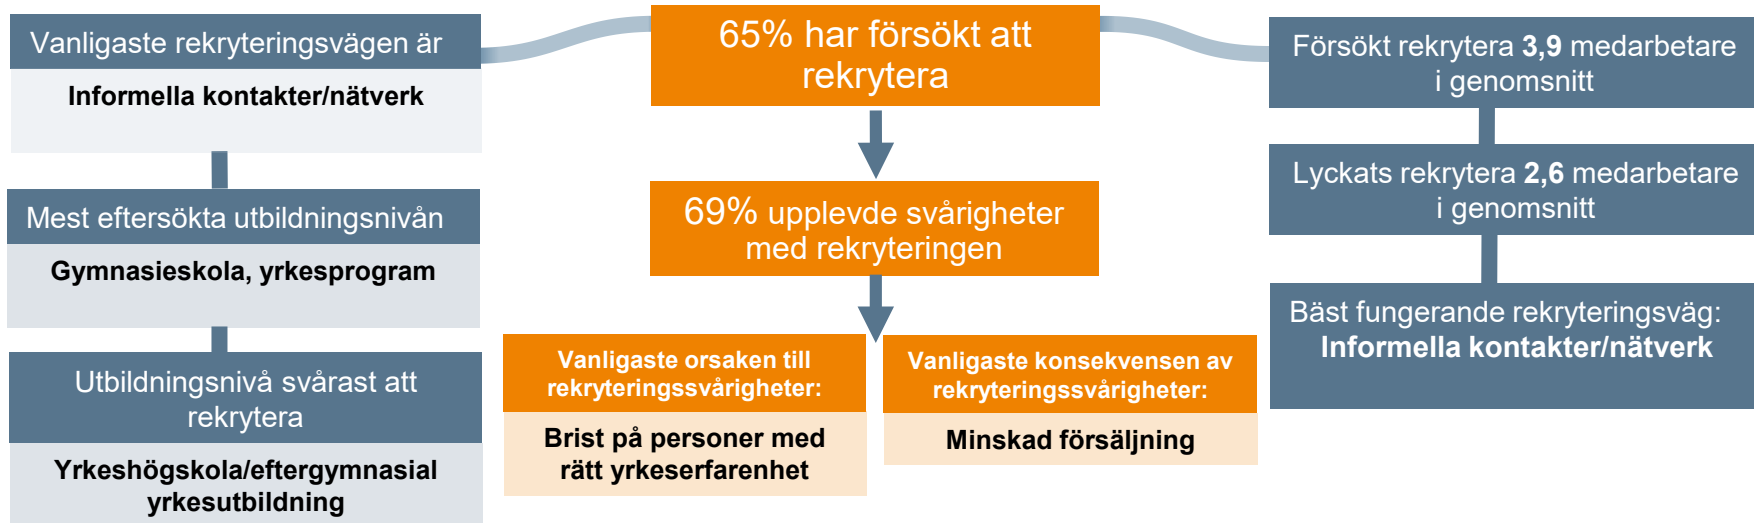 Vanligaste rekryteringsvägen är
Informella kontakter/nätverk
Mest eftersökta utbildningsnivån
Gymnasieskola, yrkesprogram
Utbildningsnivå svårast att
rekrytera
Yrkeshögskola/eftergymnasial
yrkesutbildning
65% har försökt att
rekrytera
69% upplevde svårigheter
med rekryteringen
Vanligaste orsaken till
rekryteringssvårigheter:
Brist på personer med
rätt yrkeserfarenhet
Vanligaste konsekvensen av
rekryteringssvårigheter:
Minskad försäljning
Försökt rekrytera 3,9 medarbetare
i genomsnitt
Lyckats rekrytera 2,6 medarbetare
i genomsnitt
Bäst fungerande rekryteringsväg:
Informella kontakter/nätverk